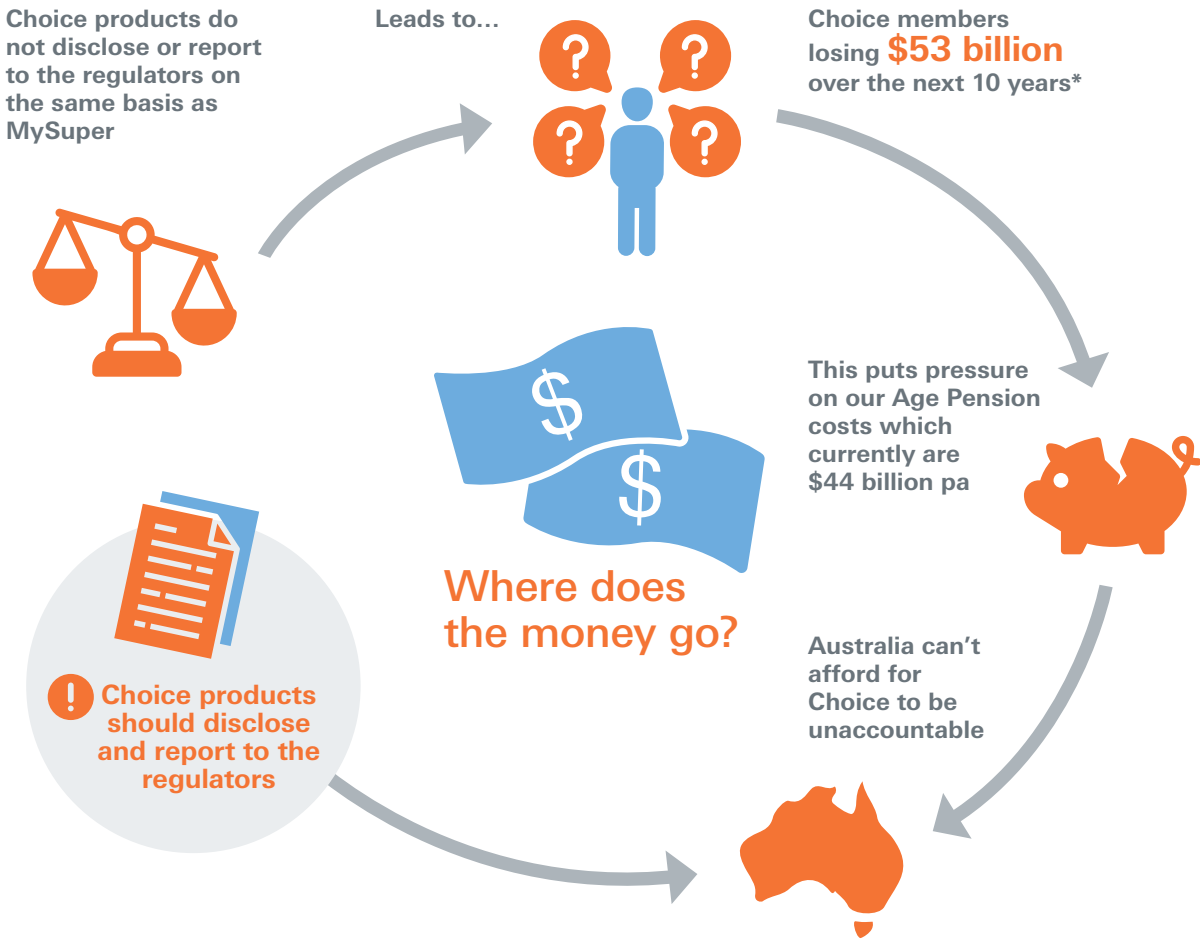 Choice products do
not disclose or report
to the regulators on
the same basis as
MySuper
Leads to...
?
?
?
?
Choice members
losing $53 billion
over the next 10 years*
This puts pressure
on our Age Pension
costs which
currently are
$44 billion pa
$
$
Where does
the money go?
Australia can't
afford for
Choice to be
unaccountable
!
Choice products
should disclose
and report to the
regulators